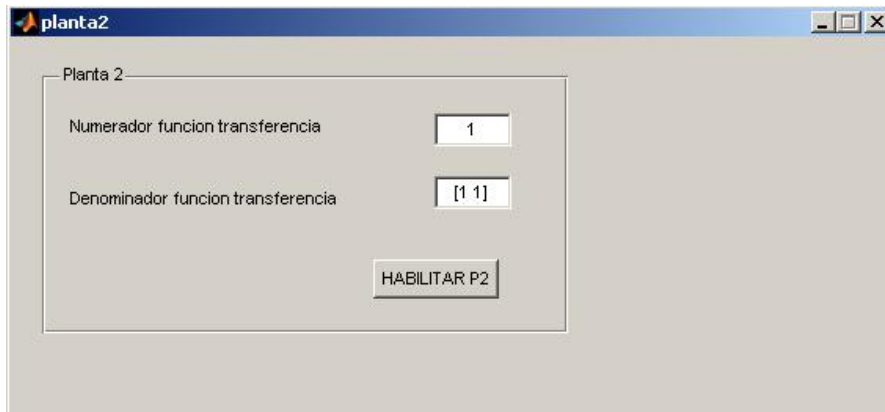 planta2
Planta 2
Numerador funcion transferencia
1
Denominador funcion transferencia
[1 1]
HABILITAR P2